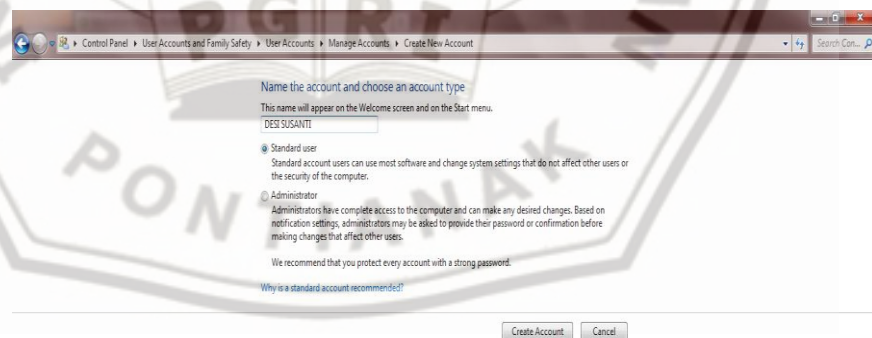 PGRI
Control Panel ▸ User Accounts and Family Safety ▸ User Accounts ▸ Manage Accounts ▸ Create New Account
Search Con...
Name the account and choose an account type
This name will appear on the Welcome screen and on the Start menu.
DESI SUSANTI
Standard user
Standard account users can use most software and change system settings that do not affect other users or
the security of the computer.
Administrator
Administrators have complete access to the computer and can make any desired changes. Based on
notification settings, administrators may be asked to provide their password or confirmation before
making changes that affect other users.
We recommend that you protect every account with a strong password.
Why is a standard account recommended?
PONTIANAK
Create Account Cancel